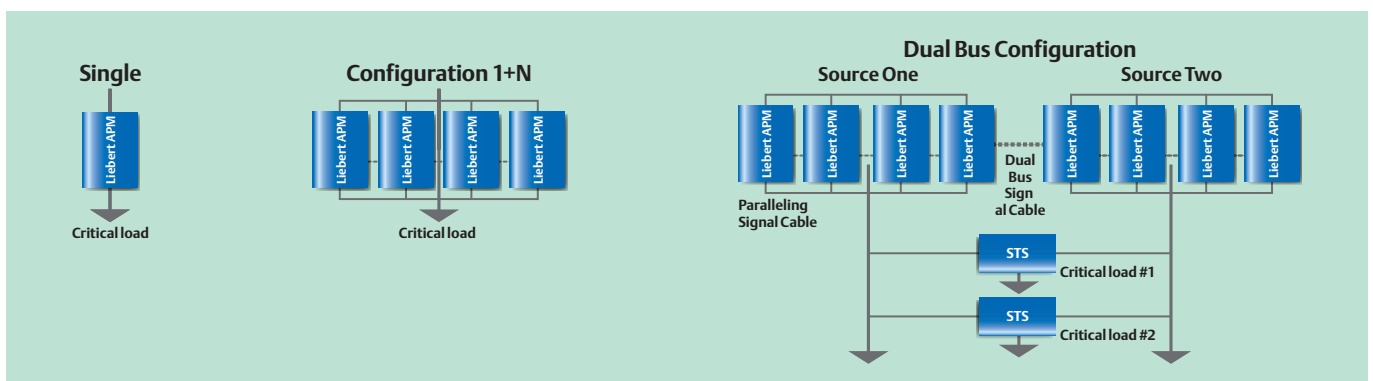 Single
Liebert APM
Critical load
Configuration 1+N
Liebert APM
Liebert APM
Liebert APM
Liebert APM
Critical load
Dual Bus Configuration
Source One
Source Two
Liebert APM
Liebert APM
Liebert APM
Liebert APM
Liebert APM
Liebert APM
Liebert APM
Liebert APM
Dual
Bus
Sign
al Cable
Paralleling
Signal Cable
STS
Critical load #1
STS
Critical load #2